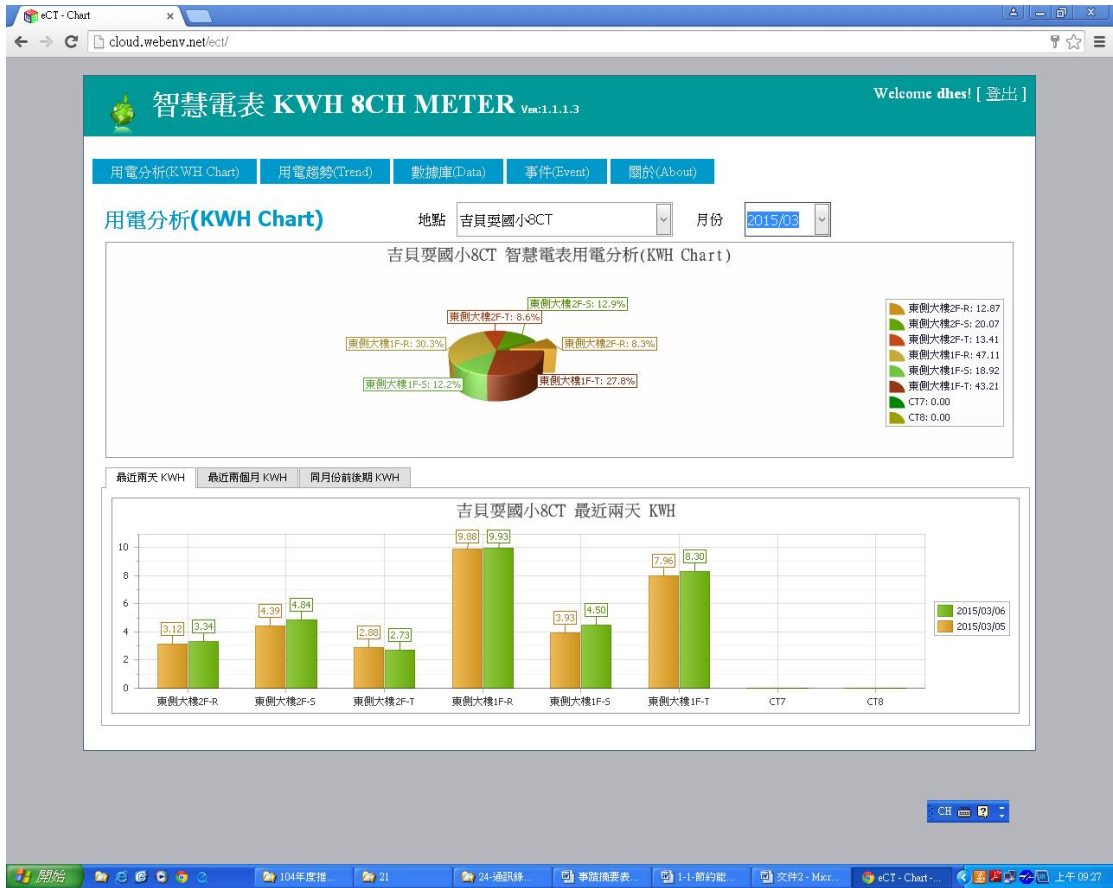 eCT - Chart
cloud.webenv.net/ect/
智慧電表 KWH 8CH METER Ver:1.1.1.3
Welcome dhes! [ 登出 ]
用電分析(KWH Chart)
用電趨勢(Trend)
數據庫(Data)
事件(Event)
關於(About)
用電分析(KWH Chart)
地點 吉貝耍國小8CT
月份 2015/03
吉貝耍國小8CT 智慧電表用電分析(KWH Chart)
東側大樓2F-S: 12.9%
東側大樓2F-T: 8.6%
東側大樓1F-R: 30.3%
東側大樓2F-R: 8.3%
東側大樓1F-S: 12.2%
東側大樓1F-T: 27.8%
東側大樓2F-R: 12.87
東側大樓2F-S: 20.07
東側大樓2F-T: 13.41
東側大樓1F-R: 47.11
東側大樓1F-S: 18.92
東側大樓1F-T: 43.21
CT7: 0.00
CT8: 0.00
最近兩天 KWH
最近兩個月 KWH
同月份前後期 KWH
吉貝耍國小8CT 最近兩天 KWH
10
8
6
4
2
0
3.12
3.34
4.39
4.84
2.88
2.73
9.88
9.93
3.93
4.50
7.96
8.30
東側大樓2F-R
東側大樓2F-S
東側大樓2F-T
東側大樓1F-R
東側大樓1F-S
東側大樓1F-T
CT7
CT8
2015/03/06
2015/03/05
CH
開始
104年度推...
21
24-通訊錄...
事蹟摘要表...
1-1-節約能...
文件2 - Micr...
eCT - Chart -...
上午 09:27